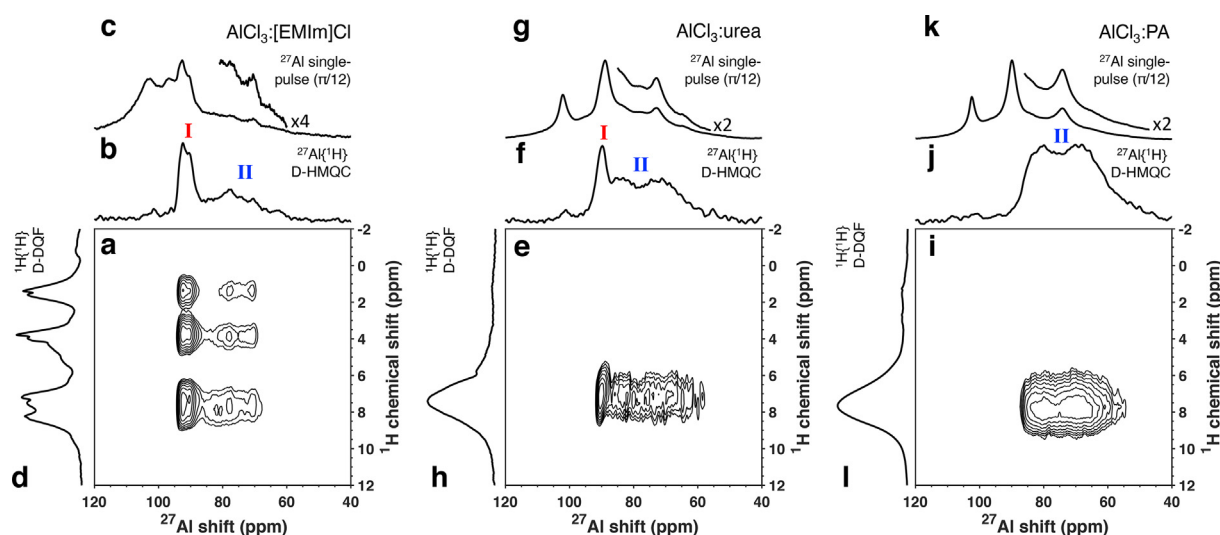 c
AlCl3:[EMIm]Cl
27Al single-
pulse (π/12)
x4
I
b
II
27Al{1H}
D-HMQC
1H{1H}
D-DQF
a
d
-2
0
2
4
6
8
10
12
1H chemical shift (ppm)
120 100 80 60 40
27Al shift (ppm)
g
AlCl3:urea
27Al single-
pulse (π/12)
x2
I
f
II
27Al{1H}
D-HMQC
1H{1H}
D-DQF
e
h
-2
0
2
4
6
8
10
12
1H chemical shift (ppm)
120 100 80 60 40
27Al shift (ppm)
k
AlCl3:PA
27Al single-
pulse (π/12)
x2
II
j
27Al{1H}
D-HMQC
1H{1H}
D-DQF
i
l
-2
0
2
4
6
8
10
12
1H chemical shift (ppm)
120 100 80 60 40
27Al shift (ppm)